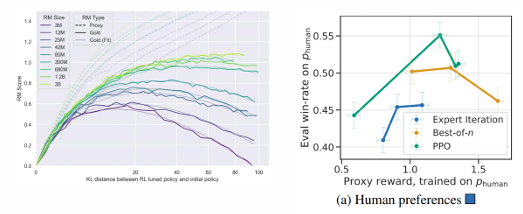 RM Size
3M
12M
25M
42M
85M
300M
680M
1.2B
3B
RM Type
Proxy
Gold
Gold (Fit)
RM Score
1.4
1.2
1.0
0.8
0.6
0.4
0.2
0.0
0
20
40
60
80
100
KL distance between RL tuned policy and initial policy
Eval win-rate on phuman
0.55
0.50
0.45
0.40
Expert Iteration
Best-of-n
PPO
0.5
1.0
1.5
Proxy reward, trained on phuman
(a) Human preferences